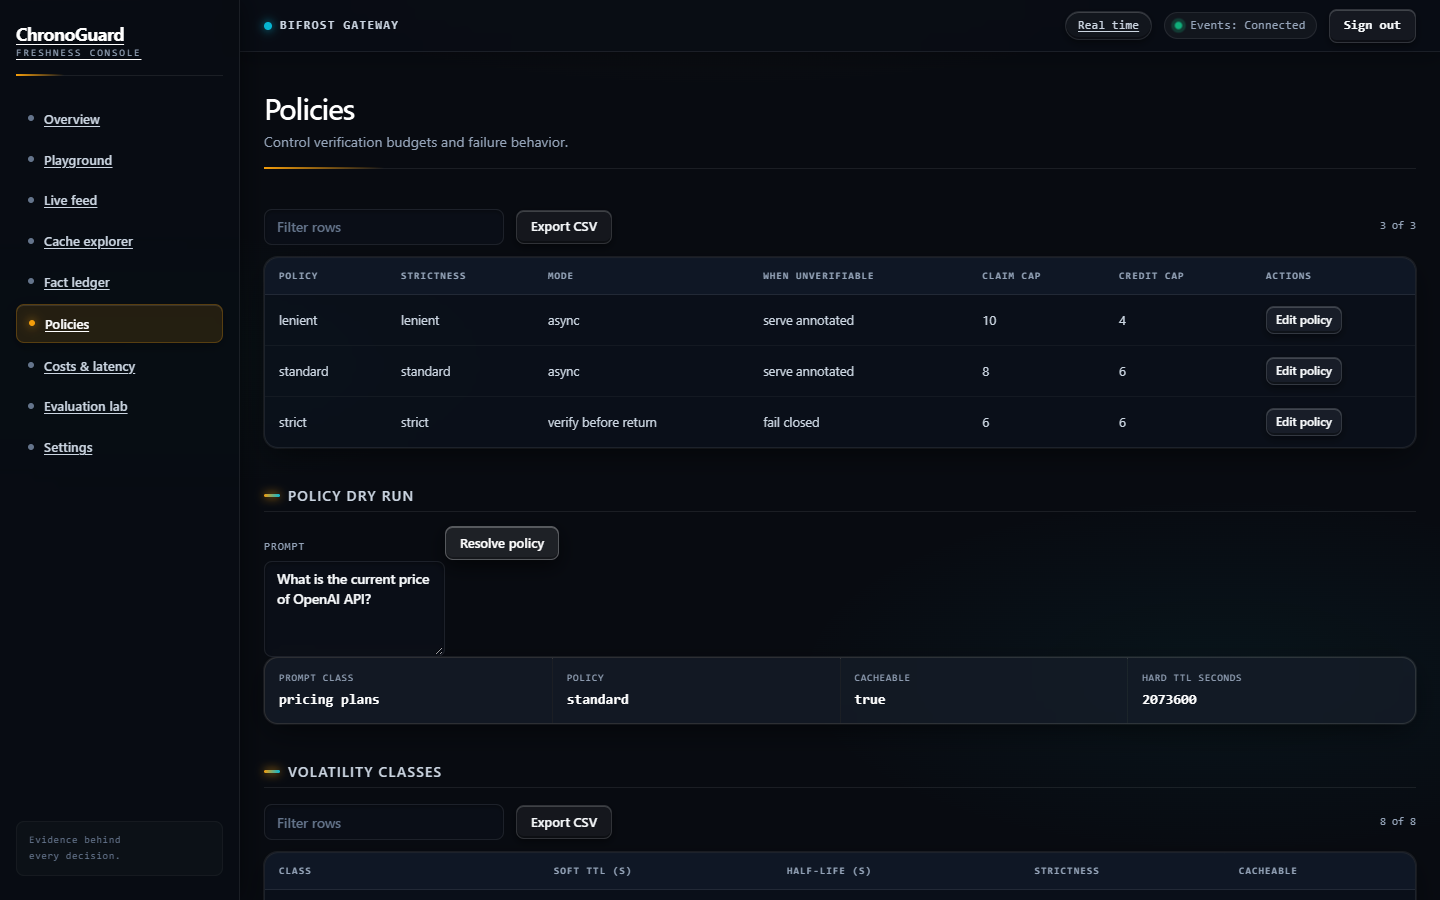 ChronoGuard
FRESHNESS CONSOLE
Overview
Playground
Live feed
Cache explorer
Fact ledger
Policies
Costs & latency
Evaluation lab
Settings
Evidence behind
every decision.
BIFROST GATEWAY
Real time
Events: Connected
Sign out
Policies
Control verification budgets and failure behavior.
Filter rows
Export CSV
3 of 3
POLICY STRICTNESS MODE WHEN UNVERIFIABLE CLAIM CAP CREDIT CAP ACTIONS
lenient lenient async serve annotated 10 4 Edit policy
standard standard async serve annotated 8 6 Edit policy
strict strict verify before return fail closed 6 6 Edit policy
POLICY DRY RUN
PROMPT
Resolve policy
What is the current price
of OpenAI API?
PROMPT CLASS POLICY CACHEABLE HARD TTL SECONDS
pricing plans standard true 2073600
VOLATILITY CLASSES
Filter rows
Export CSV
8 of 8
CLASS SOFT TTL (S) HALF-LIFE (S) STRICTNESS CACHEABLE